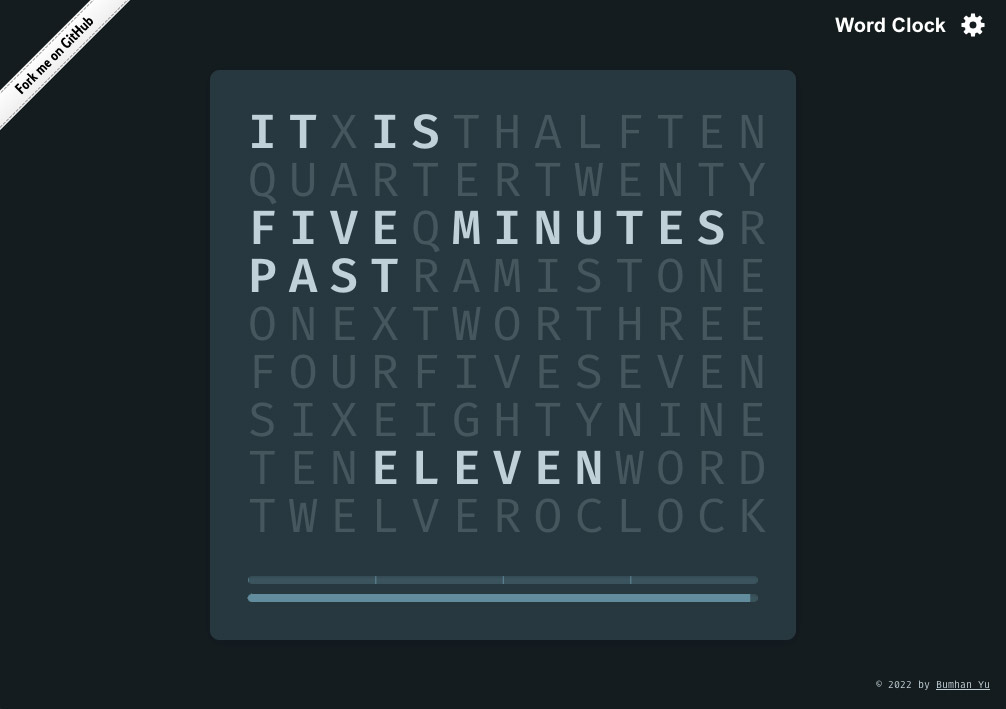 Fork me on GitHub
Word Clock
ITXISTHALFTEN
QUARTERTWENTY
FIVEQMINUTESR
PASTRAMISTONE
ONEXTWORTHREE
FOURFIVESEVEN
SIXEIGHTYNINE
TENELEVENWORD
TWELVEROCLOCK
© 2022 by Bumhan Yu